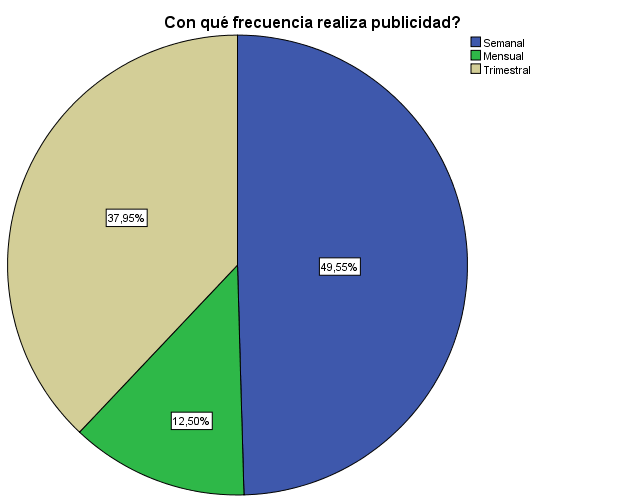 Con qué frecuencia realiza publicidad?
Semanal
Mensual
Trimestral
37,95%
49,55%
12,50%